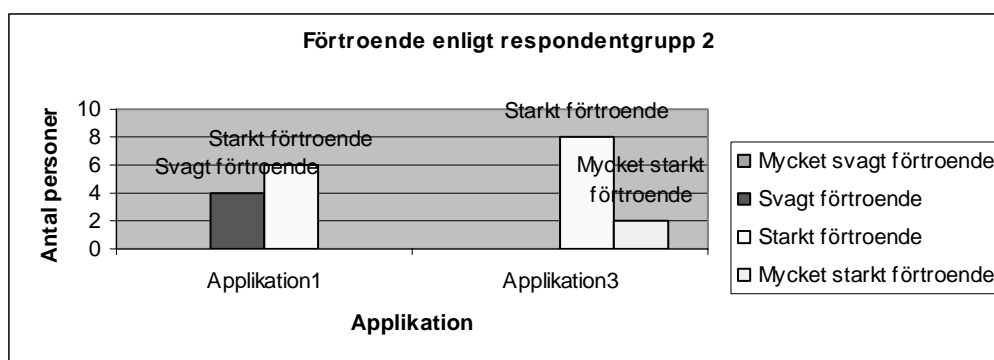 Förtroende enligt respondentgrupp 2
Antal personer
10
8
6
4
2
0
Starkt förtroende
Svagt förtroende
Starkt förtroende
Mycket starkt
förtroende
Applikation1
Applikation3
Applikation
Mycket svagt förtroende
Svagt förtroende
Starkt förtroende
Mycket starkt förtroende